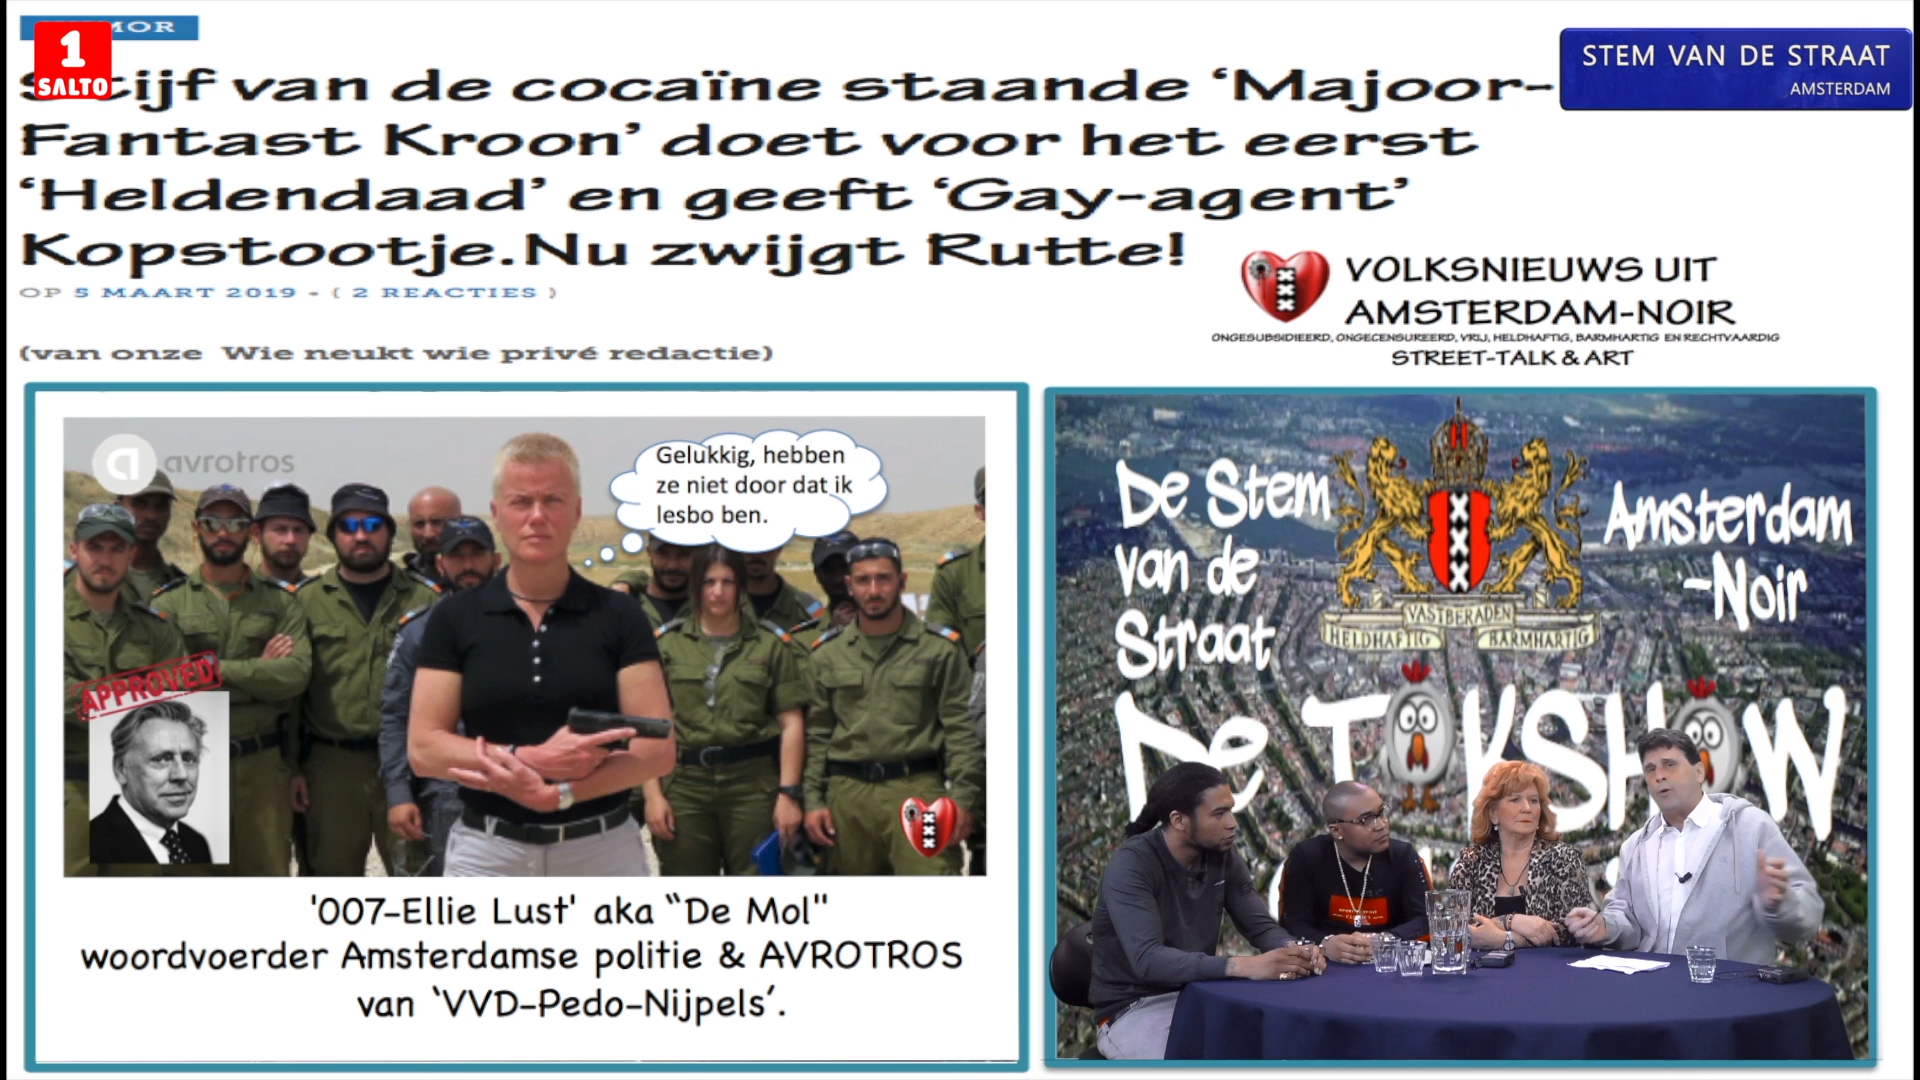 MOR
1
SALTO
STEM VAN DE STRAAT
AMSTERDAM
tijf van de cocaïne staande ‘Majoor-
Fantast Kroon’ doet voor het eerst
‘Heldendaad’ en geeft ‘Gay-agent’
Kopstootje.Nu zwijgt Rutte!
OP 5 MAART 2019 - ( 2 REACTIES )
(van onze Wie neukt wie privé redactie)
VOLKSNIEUWS UIT
AMSTERDAM-NOIR
ONGESUBSIDIEERD, ONGECENSUREERD, VRIJ, HELDHAFTIG, BARMHARTIG EN RECHTVAARDIG
STREET-TALK & ART
avrotros
Gelukkig, hebben
ze niet door dat ik
lesbo ben.
APPROVED
'007-Ellie Lust' aka “De Mol"
woordvoerder Amsterdamse politie & AVROTROS
van ‘VVD-Pedo-Nijpels’.
De Stem
van de
Straat
Amsterdam
-Noir
VASTBERADEN
HELDHAFTIG
BARMHARTIG
De TOKSHOW